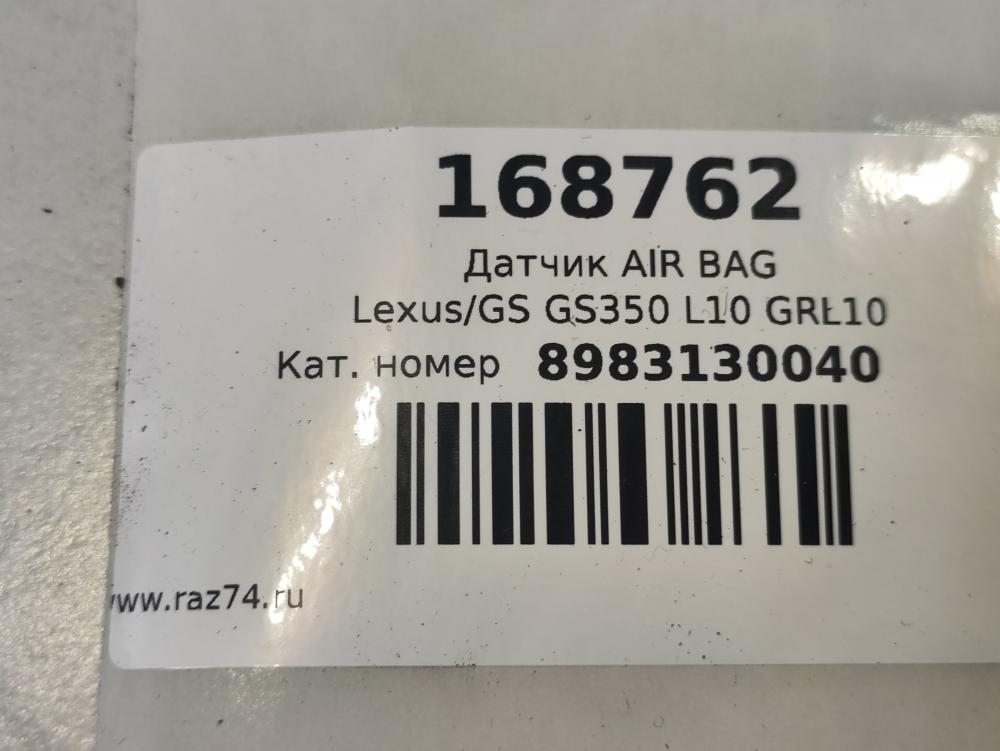 168762
Датчик AIR BAG
Lexus/GS GS350 L10 GRL10
Кат. номер 8983130040
www.raz74.ru